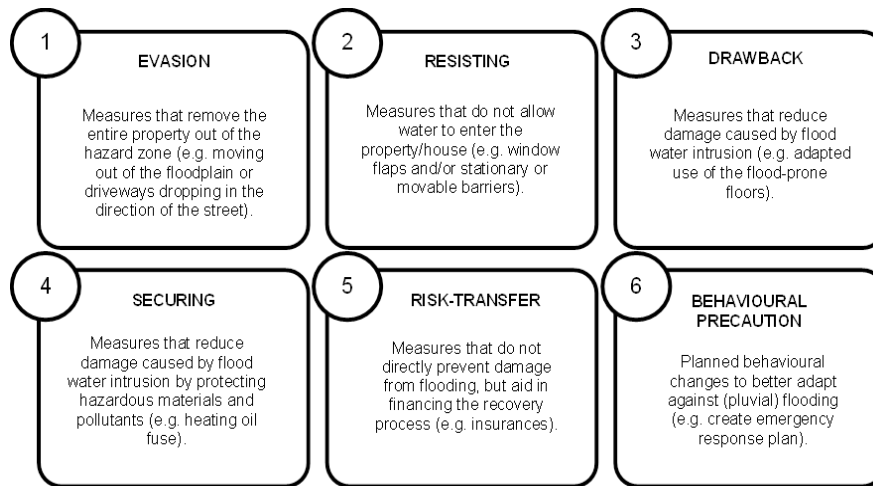 1
EVASION
Measures that remove the
entire property out of the
hazard zone (e.g. moving
out of the floodplain or
driveways dropping in the
direction of the street).
2
RESISTING
Measures that do not allow
water to enter the
property/house (e.g. window
flaps and/or stationary or
movable barriers).
3
DRAWBACK
Measures that reduce
damage caused by flood
water intrusion (e.g. adapted
use of the flood-prone
floors).
4
SECURING
Measures that reduce
damage caused by flood
water intrusion by protecting
hazardous materials and
pollutants (e.g. heating oil
fuse).
5
RISK-TRANSFER
Measures that do not
directly prevent damage
from flooding, but aid in
financing the recovery
process (e.g. insurances).
6
BEHAVIOURAL
PRECAUTION
Planned behavioural
changes to better adapt
against (pluvial) flooding
(e.g. create emergency
response plan).